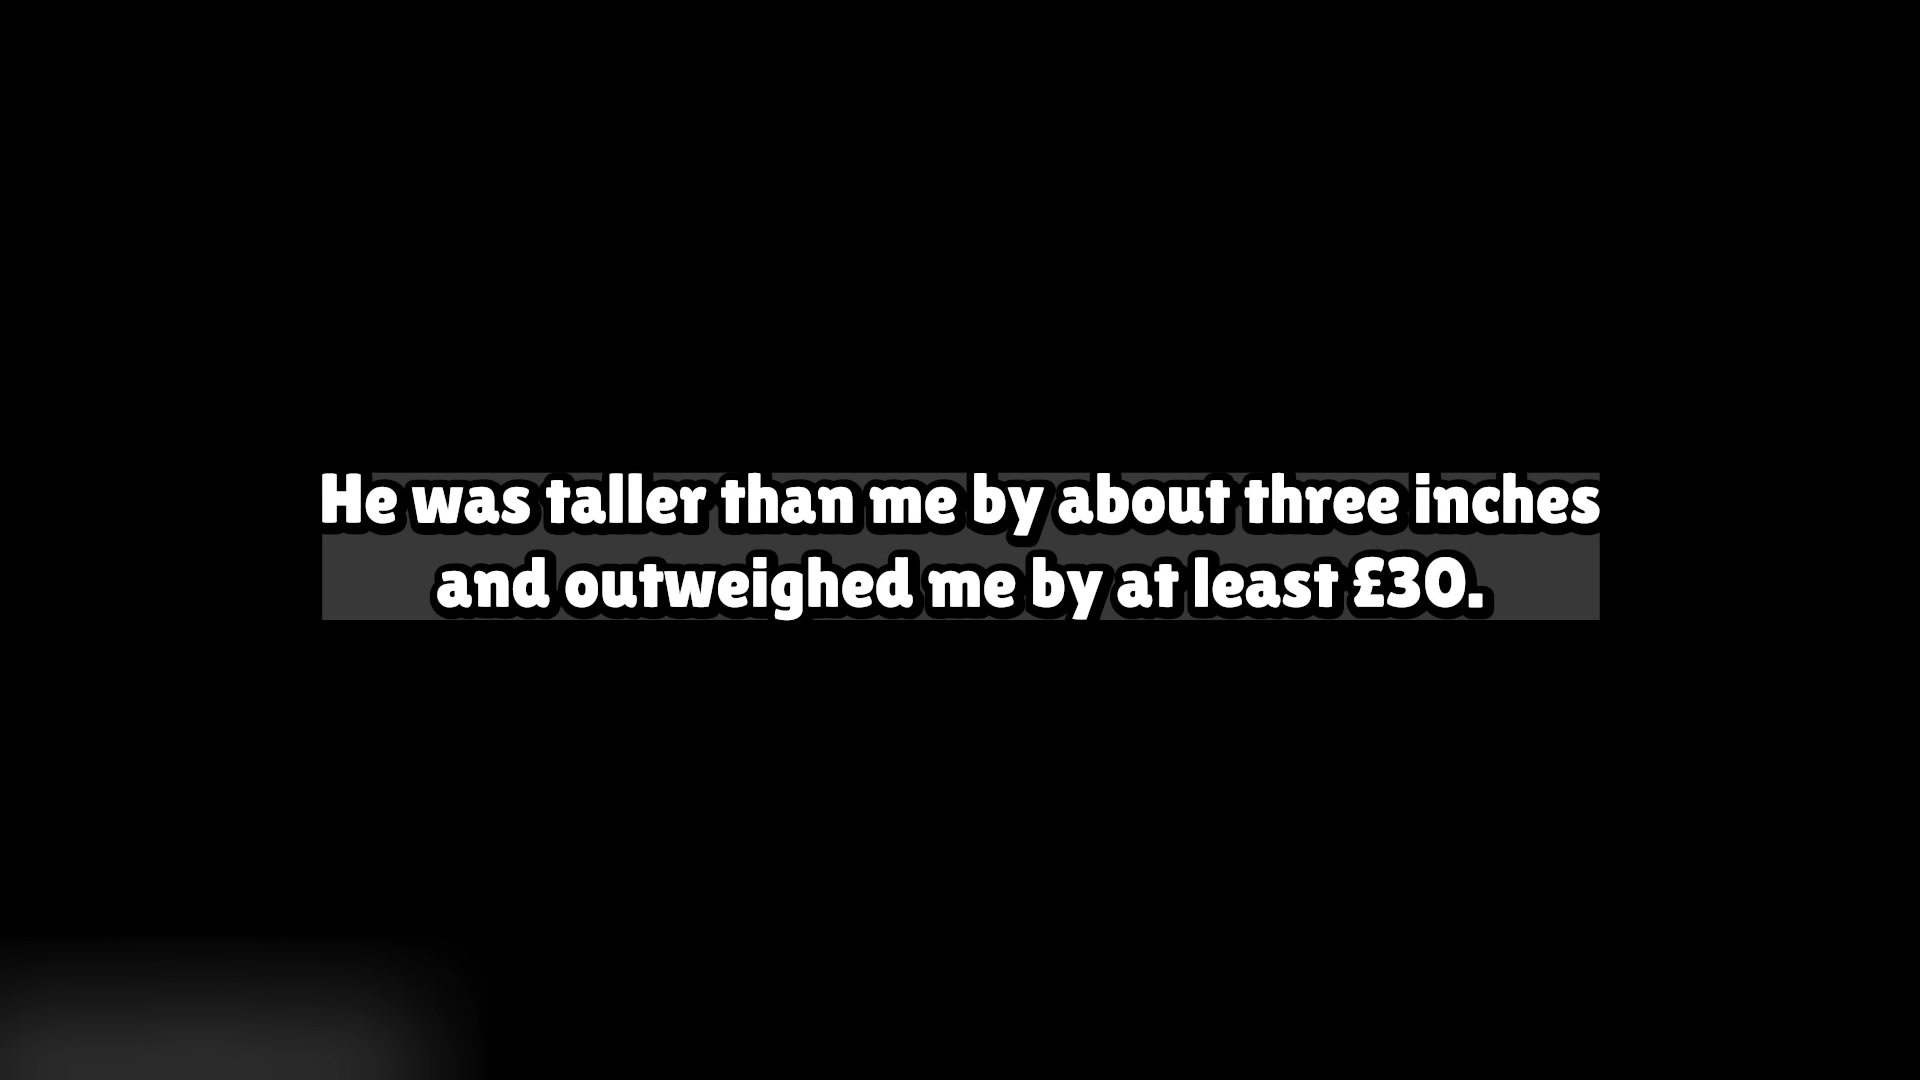 He was taller than me by about three inches
and outweighed me by at least £30.